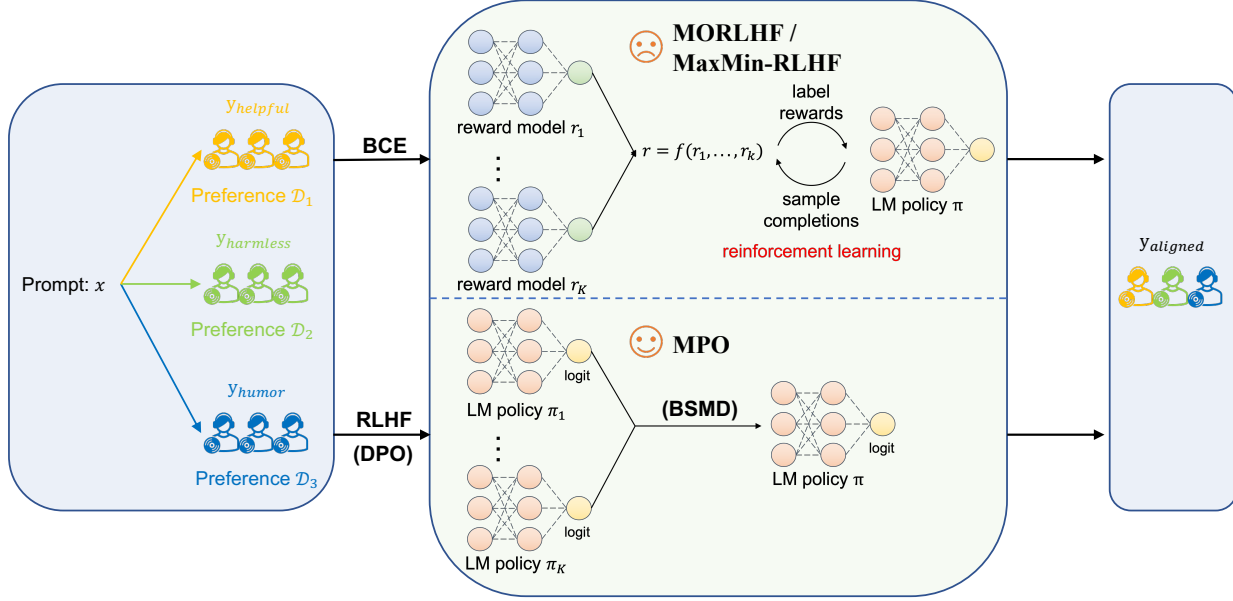 y_helpful
Preference 𝒟_1
y_harmless
Prompt: x
Preference 𝒟_2
y_humor
Preference 𝒟_3
BCE
RLHF
(DPO)
MORLHF /
MaxMin-RLHF
reward model r_1
⋮
reward model r_K
r = f(r_1,...,r_k)
label
rewards
sample
completions
LM policy π
reinforcement learning
MPO
logit
LM policy π_1
⋮
logit
LM policy π_K
(BSMD)
logit
LM policy π
y_aligned